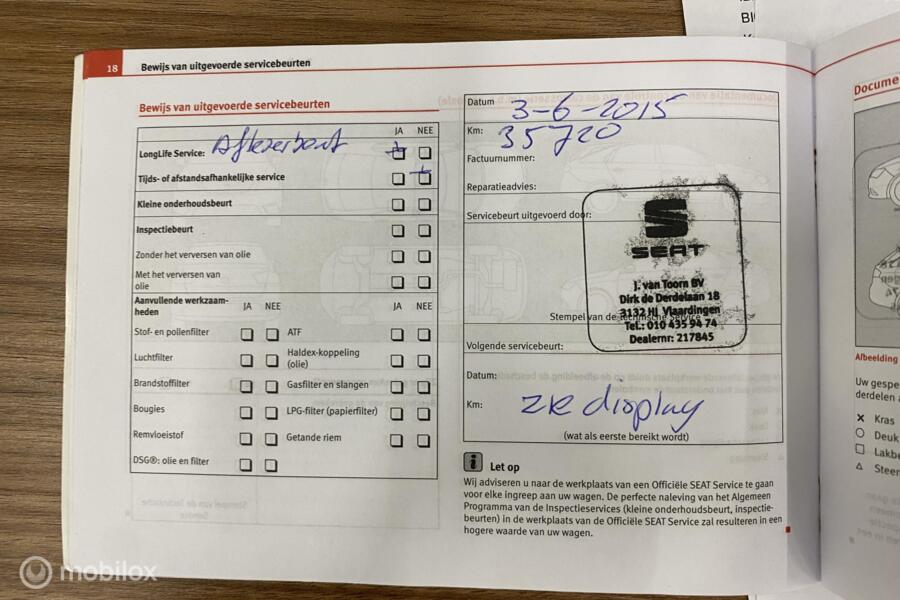 18 Bewijs van uitgevoerde servicebeurten
Bewijs van uitgevoerde servicebeurten
JA NEE
LongLife Service: Afleverbeurt
Tijds- of afstandsafhankelijke service
Kleine onderhoudsbeurt
Inspectiebeurt
Zonder het verversen van olie
Met het verversen van
olie
Aanvullende werkzaam-
heden
JA NEE JA NEE
Stof- en pollenfilter ATF
Luchtfilter Haldex-koppeling
(olie)
Brandstoffilter Gasfilter en slangen
Bougies LPG-filter (papierfilter)
Remvloeistof Getande riem
DSG®: olie en filter
Datum 3-6-2015
Km: 35720
Factuurnummer:
Reparatieadvies:
Servicebeurt uitgevoerd door:
SEAT
J. van Toorn BV
Dirk de Derdelaan 18
3132 HJ Vlaardingen
Stempel van de Technische Service
Tel.: 010 435 94 74
Dealernr: 217845
Volgende servicebeurt:
Datum:
Km: zie display
(wat als eerste bereikt wordt)
i Let op
Wij adviseren u naar de werkplaats van een Officiële SEAT Service te gaan
voor elke ingreep aan uw wagen. De perfecte naleving van het Algemeen
Programma van de Inspectieservices (kleine onderhoudsbeurt, inspectie-
beurten) in de werkplaats van de Officiële SEAT Service zal resulteren in een
hogere waarde van uw wagen.
Docume
Afbeelding
Uw gespe
derdelen a
Kras
Deuk
Lakbe
Steen
mobilox